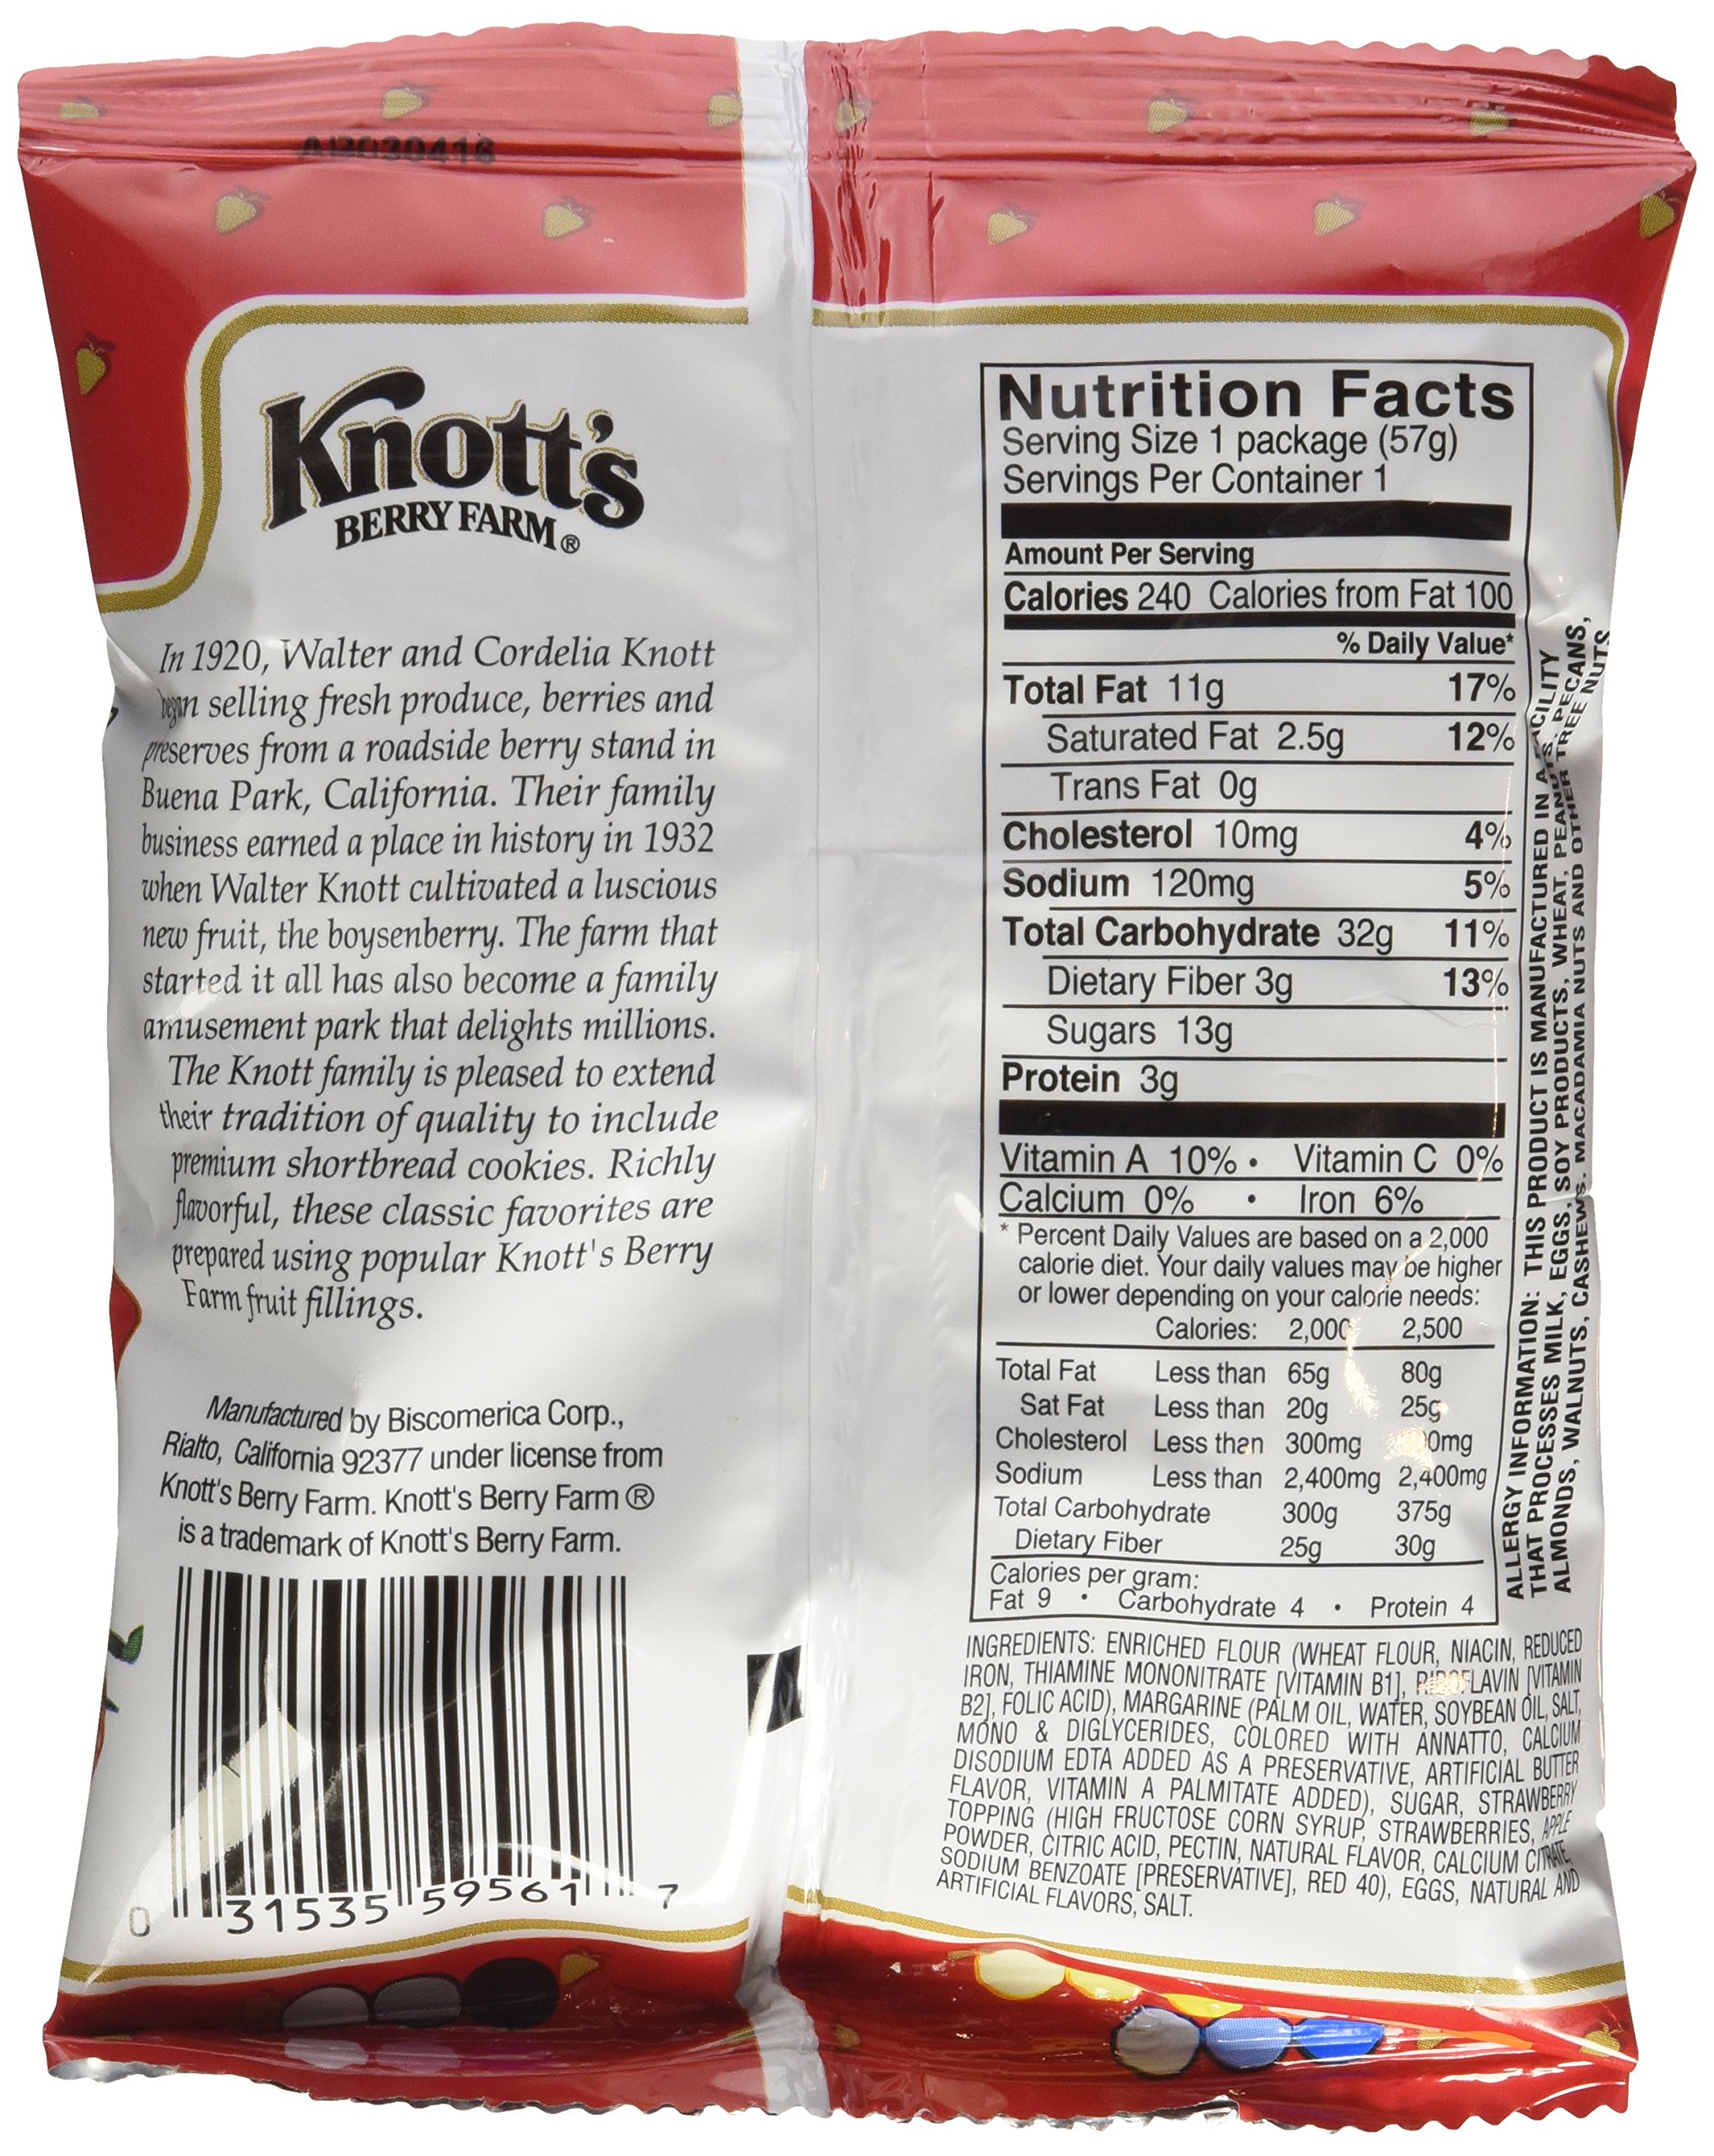 Knott's
BERRY FARM®
In 1920, Walter and Cordelia Knott
began selling fresh produce, berries and
preserves from a roadside berry stand in
Buena Park, California. Their family
business earned a place in history in 1932
when Walter Knott cultivated a luscious
new fruit, the boysenberry. The farm that
started it all has also become a family
amusement park that delights millions.
The Knott family is pleased to extend
their tradition of quality to include
premium shortbread cookies. Richly
flavorful, these classic favorites are
prepared using popular Knott's Berry
Farm fruit fillings.
Manufactured by Biscomerica Corp.,
Rialto, California 92377 under license from
Knott's Berry Farm. Knott's Berry Farm ®
is a trademark of Knott's Berry Farm.
0 31535 59561 7
Nutrition Facts
Serving Size 1 package (57g)
Servings Per Container 1
Amount Per Serving
Calories 240 Calories from Fat 100
% Daily Value*
Total Fat 11g 17%
Saturated Fat 2.5g 12%
Trans Fat 0g
Cholesterol 10mg 4%
Sodium 120mg 5%
Total Carbohydrate 32g 11%
Dietary Fiber 3g 13%
Sugars 13g
Protein 3g
Vitamin A 10% • Vitamin C 0%
Calcium 0% • Iron 6%
* Percent Daily Values are based on a 2,000
calorie diet. Your daily values may be higher
or lower depending on your calorie needs:
Calories: 2,000 2,500
Total Fat Less than 65g 80g
Sat Fat Less than 20g 25g
Cholesterol Less than 300mg
Sodium Less than 2,400mg 2,400mg
Total Carbohydrate 300g 375g
Dietary Fiber 25g 30g
Calories per gram:
Fat 9 • Carbohydrate 4 • Protein 4
ALLERGY INFORMATION: THIS PRODUCT IS MANUFACTURED IN A FACILITY
THAT PROCESSES MILK, EGGS, SOY PRODUCTS, WHEAT, PEANUTS, PECANS,
ALMONDS, WALNUTS, CASHEWS, MACADAMIA NUTS AND OTHER TREE NUTS
INGREDIENTS: ENRICHED FLOUR (WHEAT FLOUR, NIACIN, REDUCED
IRON, THIAMINE MONONITRATE [VITAMIN B1], RIBOFLAVIN [VITAMIN
B2], FOLIC ACID), MARGARINE (PALM OIL, WATER, SOYBEAN OIL, SALT,
MONO & DIGLYCERIDES, COLORED WITH ANNATTO, CALCIUM
DISODIUM EDTA ADDED AS A PRESERVATIVE, ARTIFICIAL BUTTER
FLAVOR, VITAMIN A PALMITATE ADDED), SUGAR, STRAWBERRY
TOPPING (HIGH FRUCTOSE CORN SYRUP, STRAWBERRIES, APPLE
POWDER, CITRIC ACID, PECTIN, NATURAL FLAVOR, CALCIUM CITRATE,
SODIUM BENZOATE [PRESERVATIVE], RED 40), EGGS, NATURAL AND
ARTIFICIAL FLAVORS, SALT.